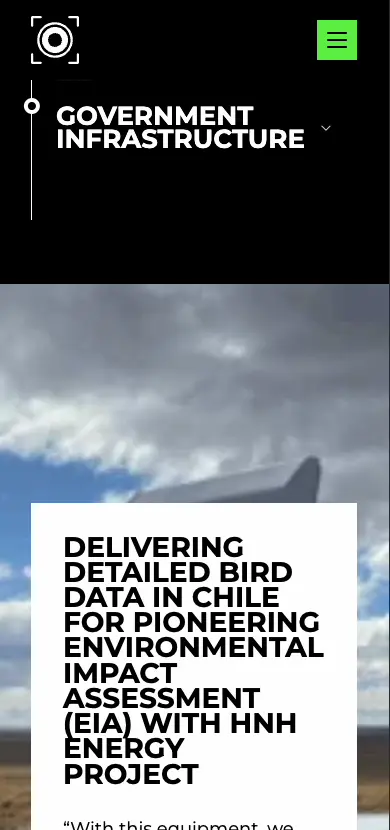 GOVERNMENT
INFRASTRUCTURE
DELIVERING
DETAILED BIRD
DATA IN CHILE
FOR PIONEERING
ENVIRONMENTAL
IMPACT
ASSESSMENT
(EIA) WITH HNH
ENERGY
PROJECT
“With this equipment, we